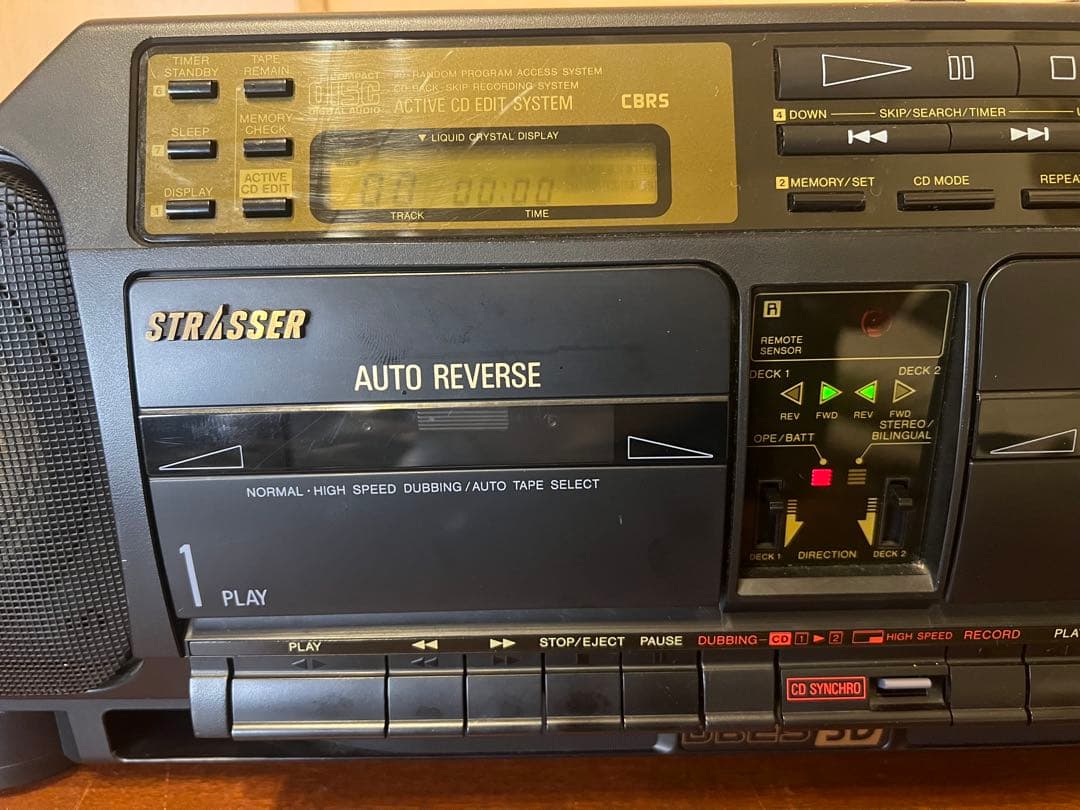 TIMER
STANDBY
TAPE
REMAIN
6
COMPACT
disc
DIGITAL AUDIO
RANDOM PROGRAM ACCESS SYSTEM
CD BACK-SKIP RECORDING SYSTEM
ACTIVE CD EDIT SYSTEM
CBRS
SLEEP
7
MEMORY
CHECK
▼ LIQUID CRYSTAL DISPLAY
DISPLAY
1
ACTIVE
CD EDIT
00 00:00
TRACK
TIME
4 DOWN
SKIP/SEARCH/TIMER
2 MEMORY/SET
CD MODE
REPEAT
STRASSER
AUTO REVERSE
NORMAL·HIGH SPEED DUBBING/AUTO TAPE SELECT
1 PLAY
REMOTE
SENSOR
DECK 1
DECK 2
REV
FWD
REV
FWD
STEREO/
BILINGUAL
OPE/BATT
DECK 1
DIRECTION
DECK 2
PLAY
STOP/EJECT
PAUSE
DUBBING-CD 1 ▶ 2
HIGH SPEED
RECORD
PLA
CD SYNCHRO